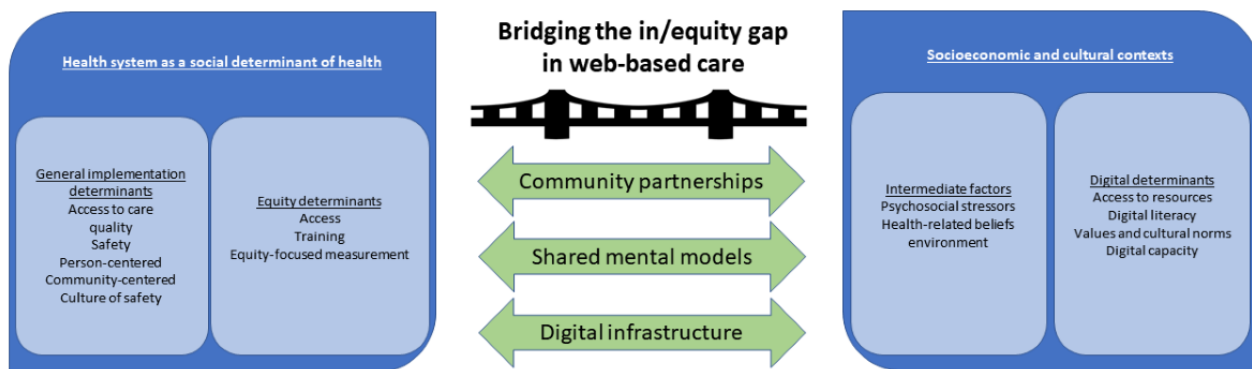 Health system as a social determinant of health
General implementation
determinants
Access to care
quality
Safety
Person-centered
Community-centered
Culture of safety
Equity determinants
Access
Training
Equity-focused measurement
Bridging the in/equity gap
in web-based care
Community partnerships
Shared mental models
Digital infrastructure
Socioeconomic and cultural contexts
Intermediate factors
Psychosocial stressors
Health-related beliefs
environment
Digital determinants
Access to resources
Digital literacy
Values and cultural norms
Digital capacity